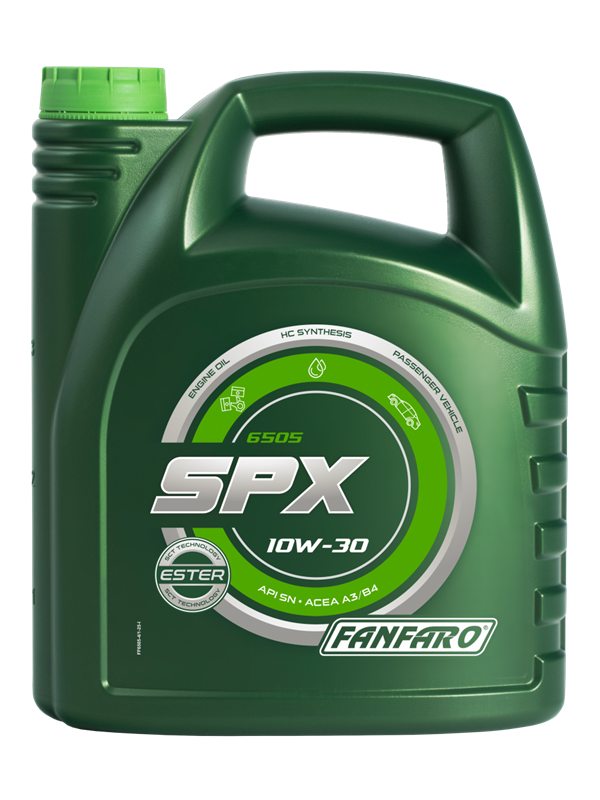 ENGINE OIL
HC SYNTHESIS
PASSENGER VEHICLE
6505
SPX
10W-30
SCT TECHNOLOGY
ESTER
SCT TECHNOLOGY
API SN • ACEA A3/B4
FANFARO®